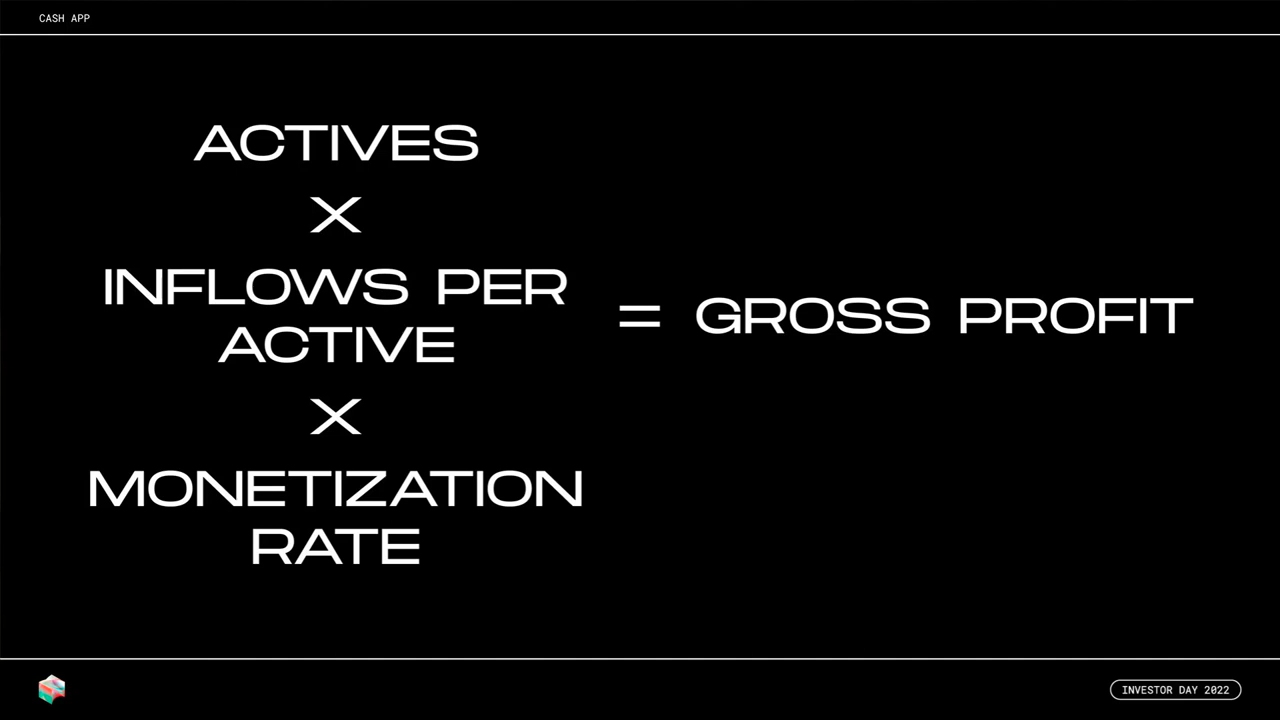 CASH APP
ACTIVES
X
INFLOWS PER
ACTIVE
X
MONETIZATION
RATE
= GROSS PROFIT
INVESTOR DAY 2022